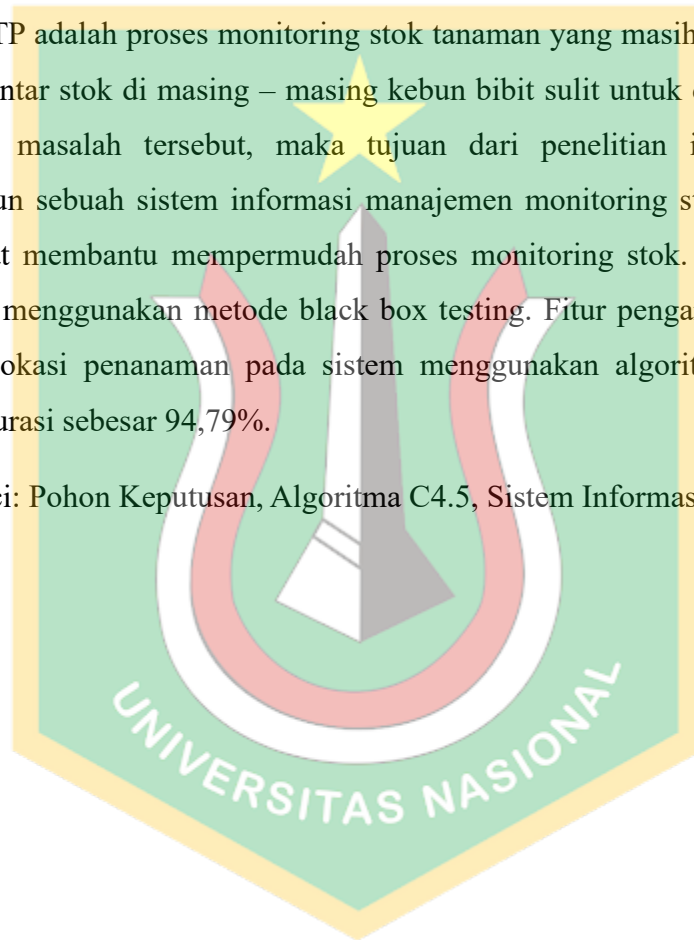 TP adalah proses monitoring stok tanaman yang masih
ntar stok di masing – masing kebun bibit sulit untuk
masalah tersebut, maka tujuan dari penelitian
un sebuah sistem informasi manajemen monitoring
t membantu mempermudah proses monitoring stok.
menggunakan metode black box testing. Fitur
okasi penanaman pada sistem menggunakan
urasi sebesar 94,79%.
ei: Pohon Keputusan, Algoritma C4.5, Sistem Informas
UNIVERSITAS NASIONAL